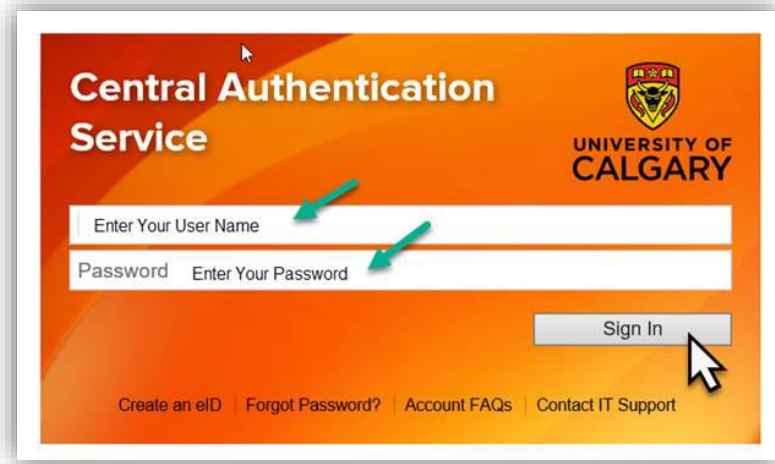 Central Authentication
Service
UNIVERSITY OF
CALGARY
Enter Your User Name
Password Enter Your Password
Sign In
Create an eID | Forgot Password? | Account FAQs | Contact IT Support